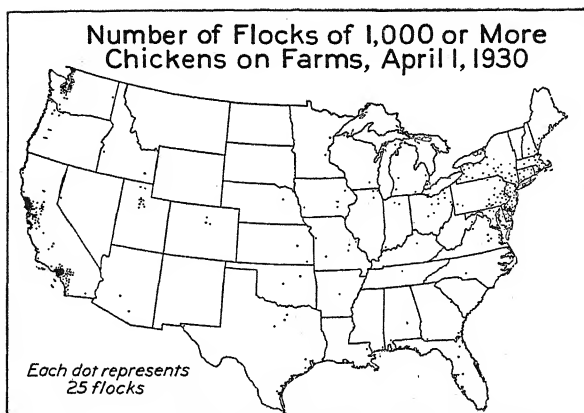 Number of Flocks of 1,000 or More
Chickens on Farms, April 1, 1930
Each dot represents
25 flocks